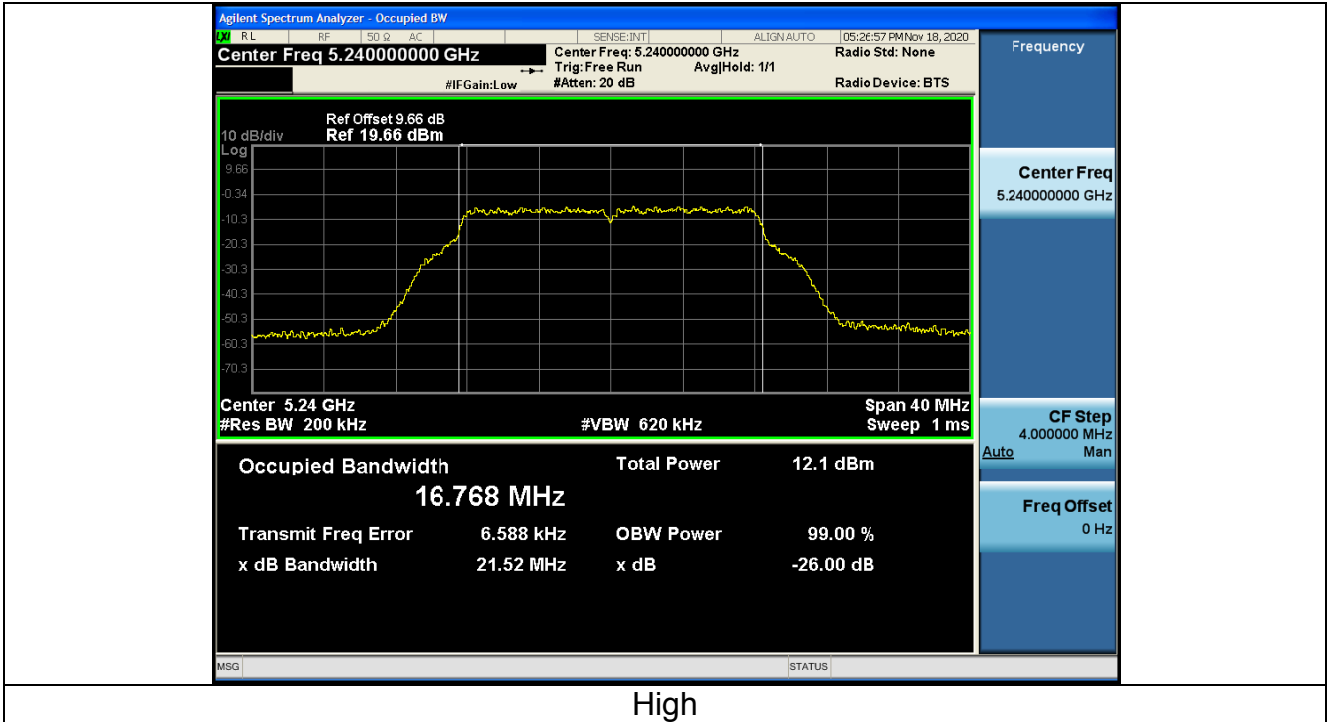 Agilent Spectrum Analyzer - Occupied BW
LXI RL RF 50 Ω AC SENSE:INT ALIGN AUTO 05:26:57 PM Nov 18, 2020
Center Freq 5.240000000 GHz
Center Freq: 5.240000000 GHz
Radio Std: None
Trig: Free Run Avg|Hold: 1/1
#IFGain:Low #Atten: 20 dB Radio Device: BTS
Ref Offset 9.66 dB
10 dB/div Ref 19.66 dBm
Log
9.66
-0.34
-10.3
-20.3
-30.3
-40.3
-50.3
-60.3
-70.3
Center 5.24 GHz Span 40 MHz
#Res BW 200 kHz #VBW 620 kHz Sweep 1 ms
Occupied Bandwidth Total Power 12.1 dBm
16.768 MHz
Transmit Freq Error 6.588 kHz OBW Power 99.00 %
x dB Bandwidth 21.52 MHz x dB -26.00 dB
MSG STATUS
Frequency
Center Freq
5.240000000 GHz
CF Step
4.000000 MHz
Auto Man
Freq Offset
0 Hz
High